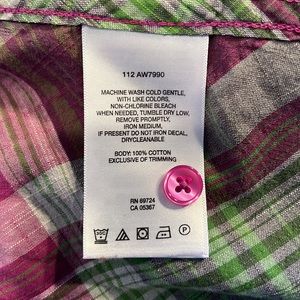 112 AW7990
MACHINE WASH COLD GENTLE,
WITH LIKE COLORS,
NON-CHLORINE BLEACH
WHEN NEEDED, TUMBLE DRY LOW,
REMOVE PROMPTLY,
IRON MEDIUM,
IF PRESENT DO NOT IRON DECAL,
DRYCLEANABLE
BODY: 100% COTTON
EXCLUSIVE OF TRIMMING
RN 69724
CA 05367
P